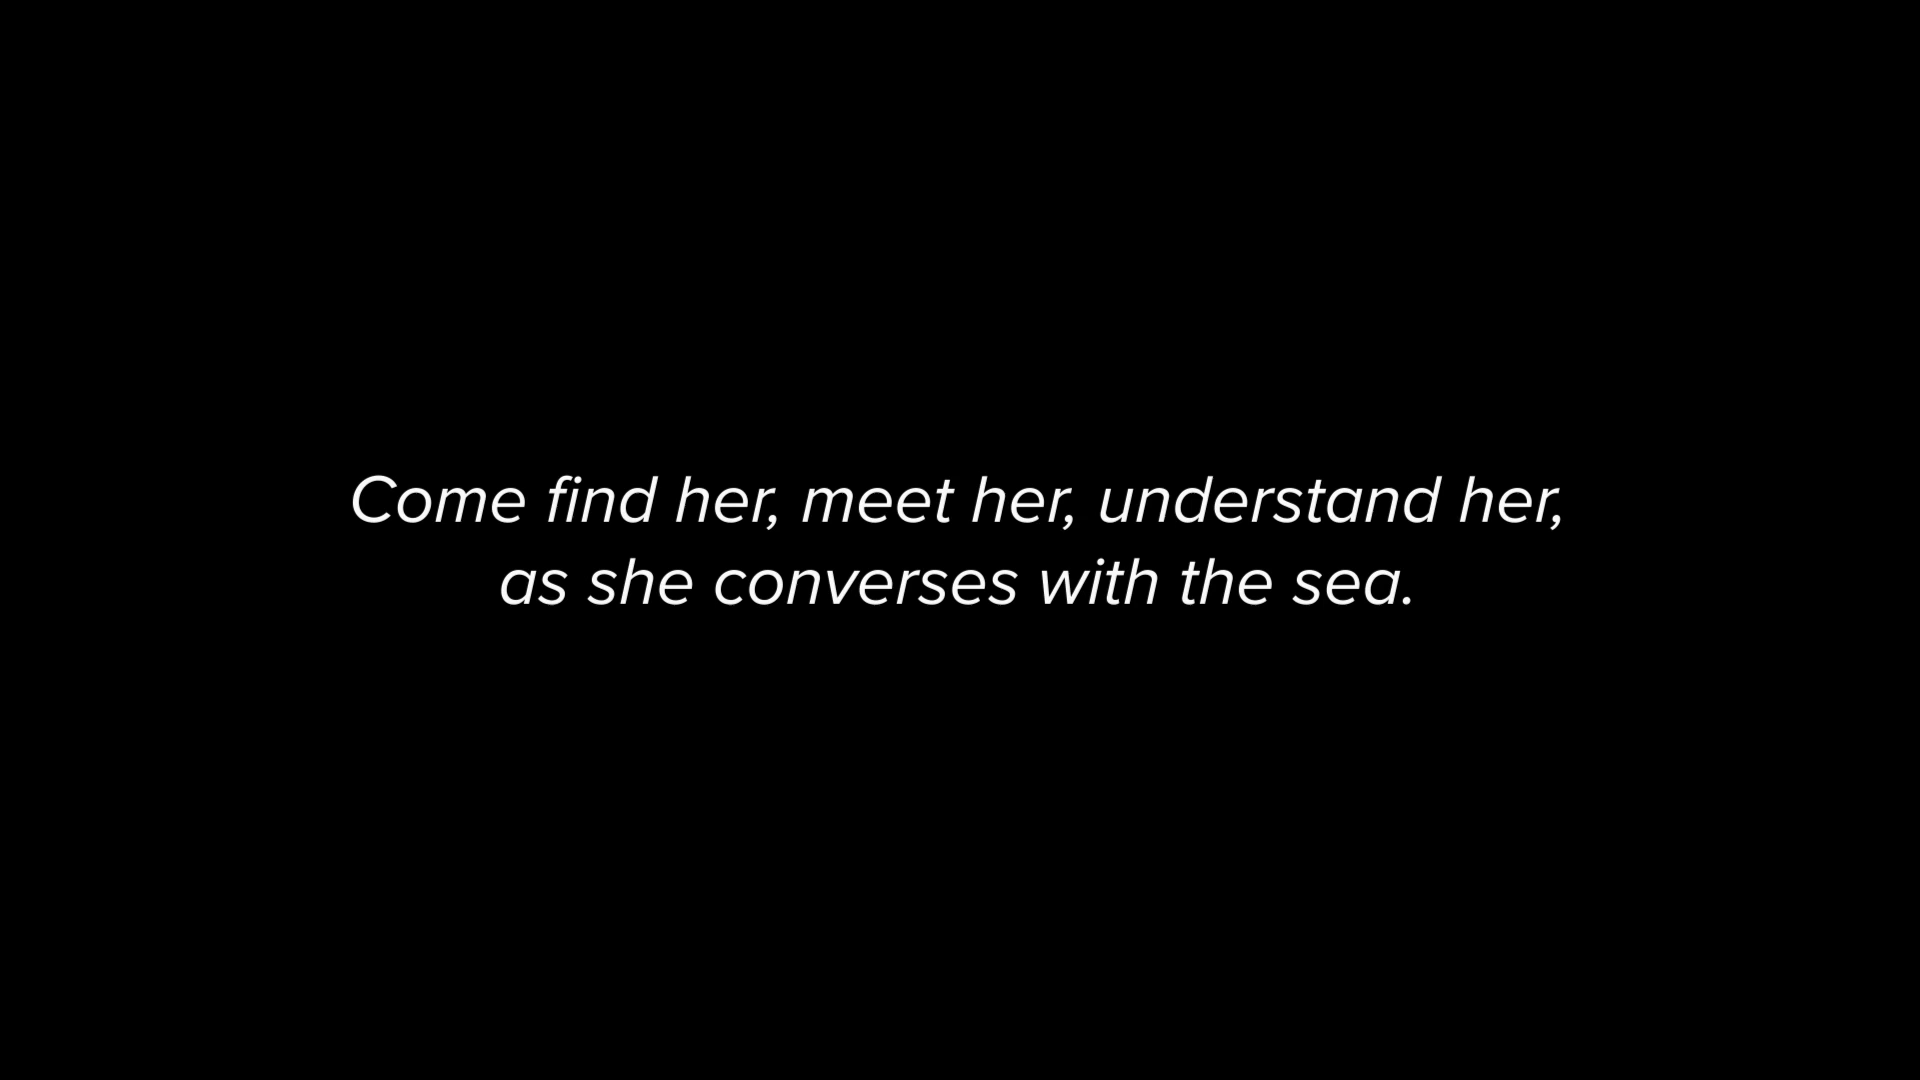 Come find her, meet her, understand her,
as she converses with the sea.